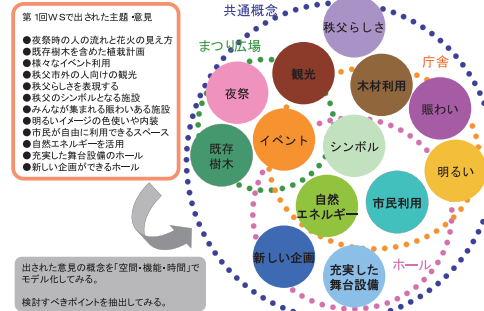 第1回WSで出された主題・意見
●夜祭時の人の流れと花火の見え方
●既存樹木を含めた植栽計画
●様々なイベント利用
●秩父市外の人向けの観光
●秩父らしさを表現する
●秩父のシンボルとなる施設
●みんなが集まれる賑わいある施設
●明るいイメージの色使いや内装
●市民が自由に利用できるスペース
●自然エネルギーを活用
●充実した舞台設備のホール
●新しい企画ができるホール
出された意見の概念を「空間・機能・時間」で
モデル化してみる。
検討すべきポイントを抽出してみる。
共通概念
秩父らしさ
まつり広場
観光
庁舎
木材利用
夜祭
賑わい
イベント
シンボル
既存
樹木
明るい
自然
エネルギー
市民利用
新しい企画
ホール
充実した
舞台設備